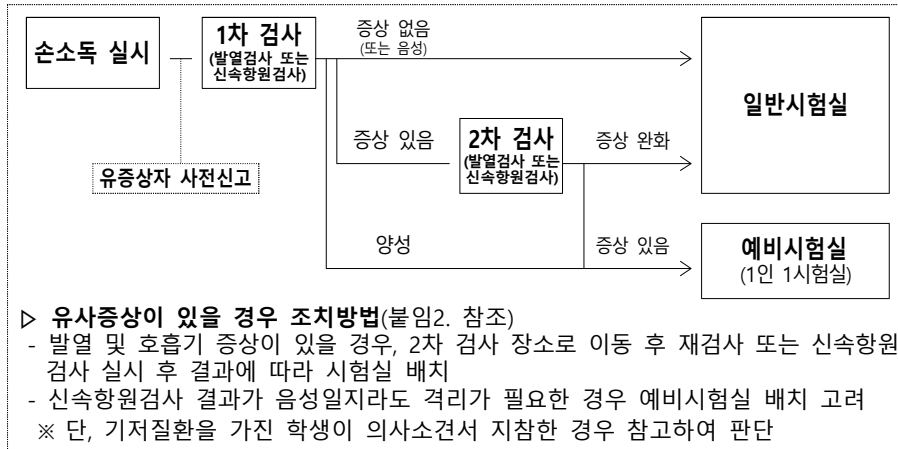 손소독 실시
1차 검사
(발열검사 또는
신속항원검사)
증상 없음
(또는 음성)
일반시험실
증상 있음
2차 검사
(발열검사 또는
신속항원검사)
증상 완화
유증상자 사전신고
양성
증상 있음
예비시험실
(1인 1시험실)
▷ 유사증상이 있을 경우 조치방법(붙임2. 참조)
- 발열 및 호흡기 증상이 있을 경우, 2차 검사 장소로 이동 후 재검사 또는 신속항원
검사 실시 후 결과에 따라 시험실 배치
- 신속항원검사 결과가 음성일지라도 격리가 필요한 경우 예비시험실 배치 고려
※ 단, 기저질환을 가진 학생이 의사소견서 지참한 경우 참고하여 판단